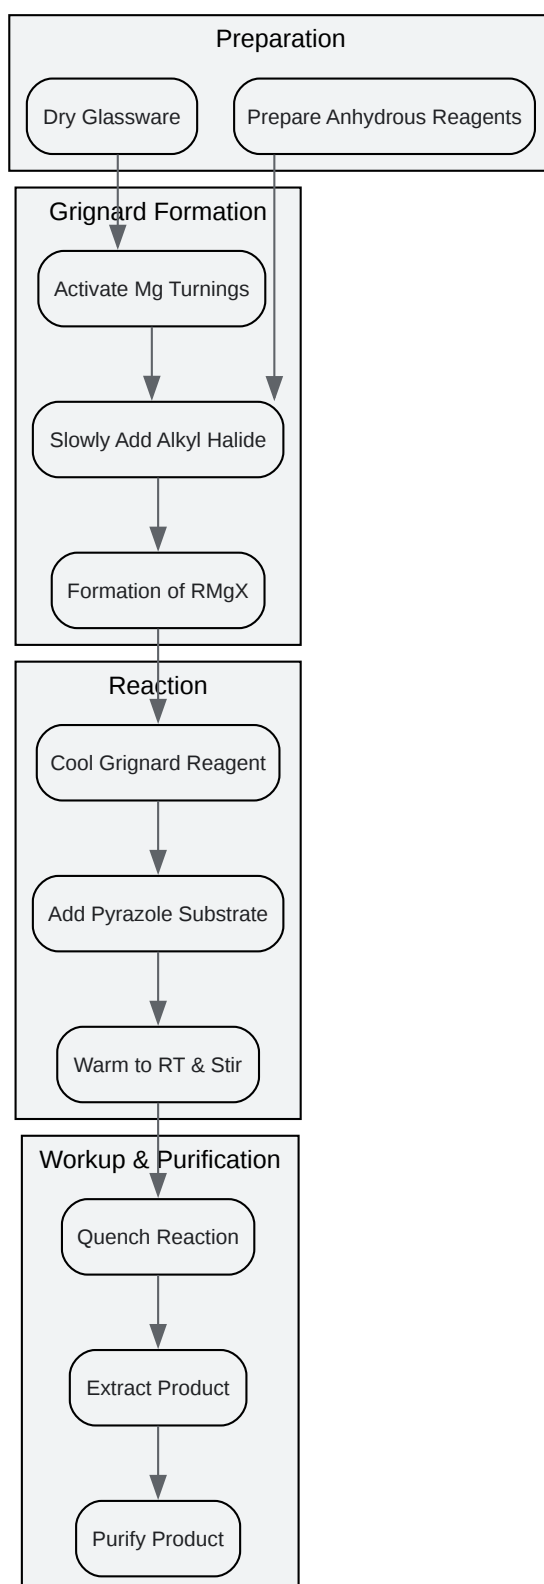 Preparation
Dry Glassware
Prepare Anhydrous Reagents
Grignard Formation
Activate Mg Turnings
Slowly Add Alkyl Halide
Formation of RMgX
Reaction
Cool Grignard Reagent
Add Pyrazole Substrate
Warm to RT & Stir
Workup & Purification
Quench Reaction
Extract Product
Purify Product